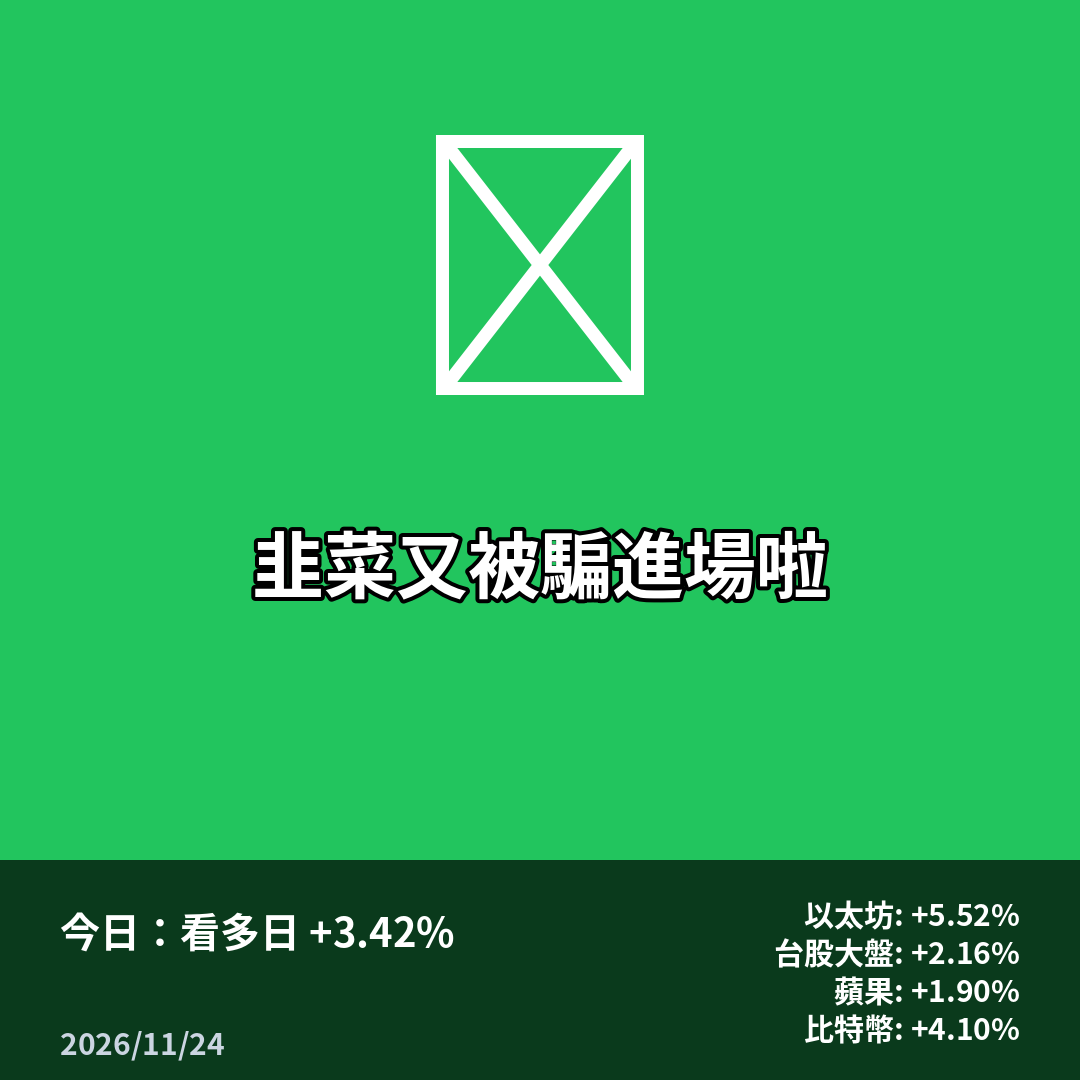 韭菜又被騙進場啦
今日：看多日 +3.42%
2026/11/24
以太坊: +5.52%
台股大盤: +2.16%
蘋果: +1.90%
比特幣: +4.10%